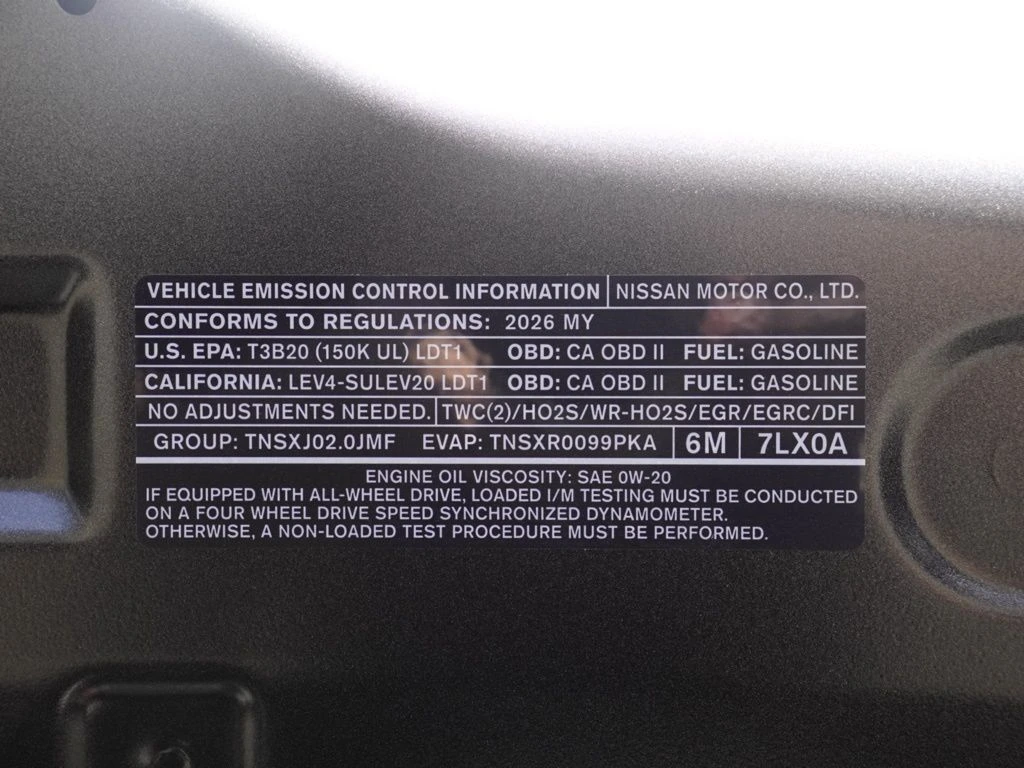 VEHICLE EMISSION CONTROL INFORMATION NISSAN MOTOR CO., LTD.
CONFORMS TO REGULATIONS: 2026 MY
U.S. EPA: T3B20 (150K UL) LDT1 OBD: CA OBD II FUEL: GASOLINE
CALIFORNIA: LEV4-SULEV20 LDT1 OBD: CA OBD II FUEL: GASOLINE
NO ADJUSTMENTS NEEDED. TWC(2)/HO2S/WR-HO2S/EGR/EGRC/DFI
GROUP: TNSXJ02.0JMF EVAP: TNSXR0099PKA 6M 7LX0A
ENGINE OIL VISCOSITY: SAE 0W-20
IF EQUIPPED WITH ALL-WHEEL DRIVE, LOADED I/M TESTING MUST BE CONDUCTED
ON A FOUR WHEEL DRIVE SPEED SYNCHRONIZED DYNAMOMETER.
OTHERWISE, A NON-LOADED TEST PROCEDURE MUST BE PERFORMED.